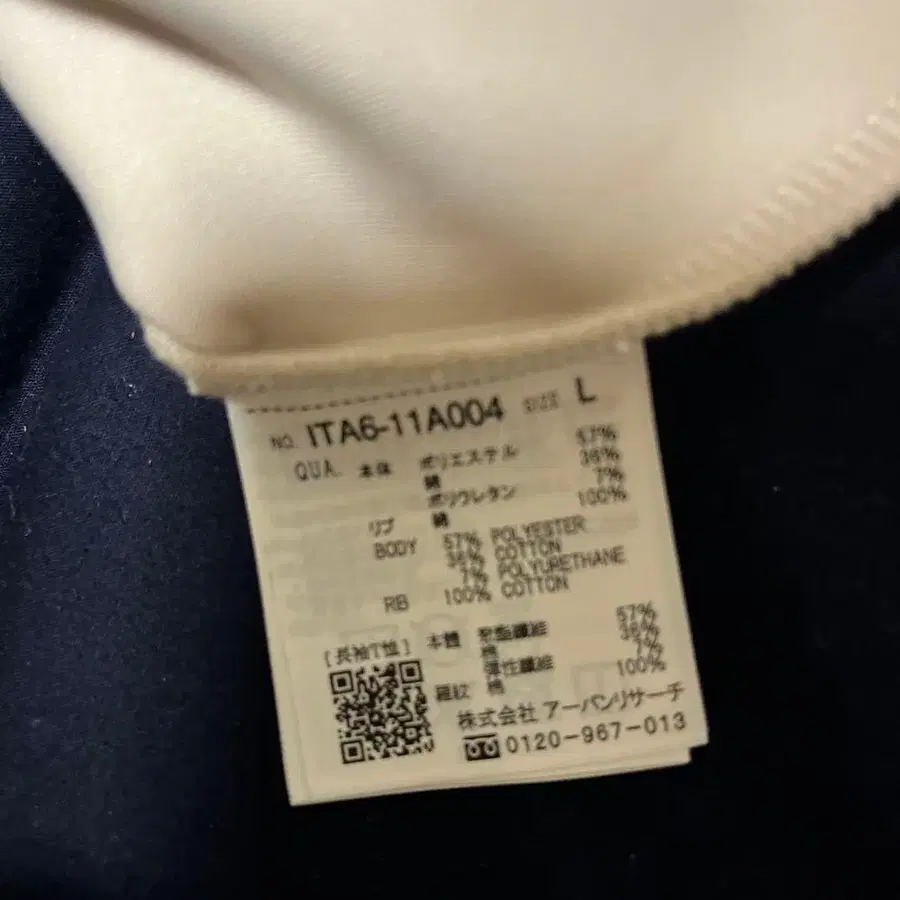 NO. ITA6-11A004 SIZE L
QUA. 本体 ポリエステル 57%
綿 36%
ポリウレタン 7%
リブ 綿 100%
BODY 57% POLYESTER
36% COTTON
7% POLYURETHANE
RIB 100% COTTON
[長袖T恤] 本體 聚酯纖維 57%
棉 36%
彈性纖維 7%
羅紋 棉 100%
株式会社 アーバンリサーチ
0120-967-013